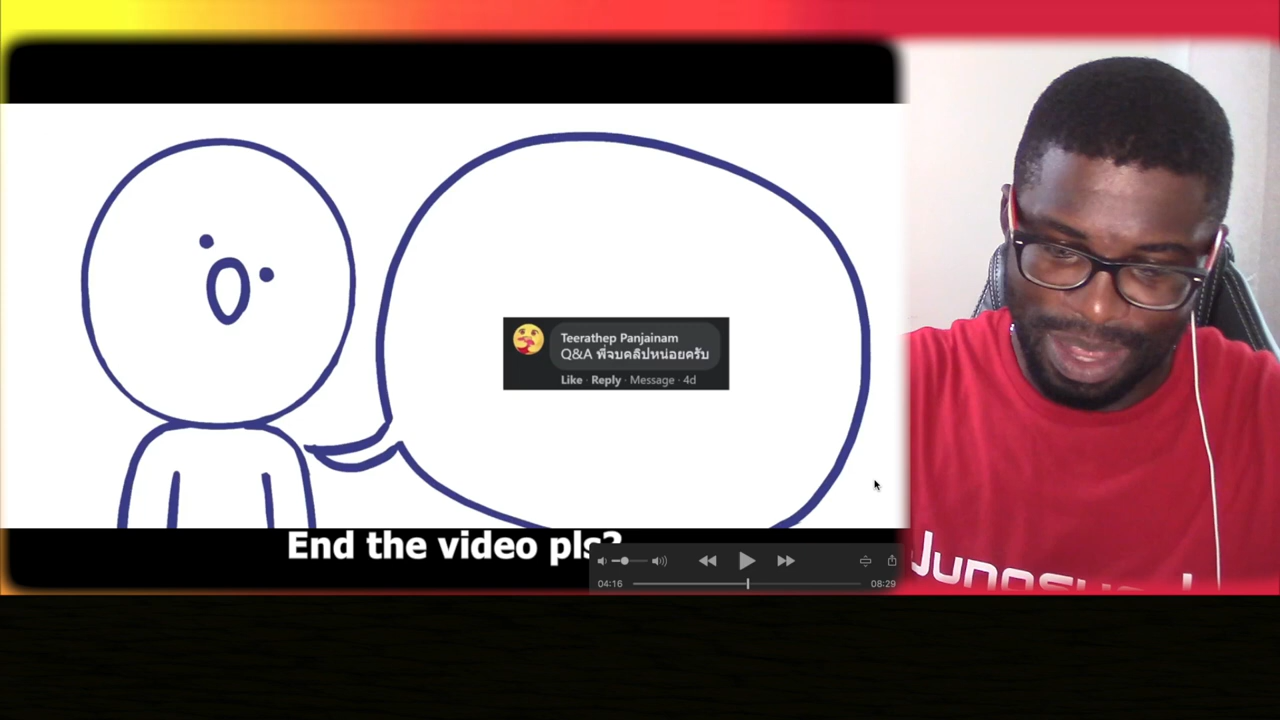 Teerathep Panjainam
Q&A พี่จบคลิปหน่อยครับ
Like · Reply · Message · 4d
End the video pls?
04:16
08:29